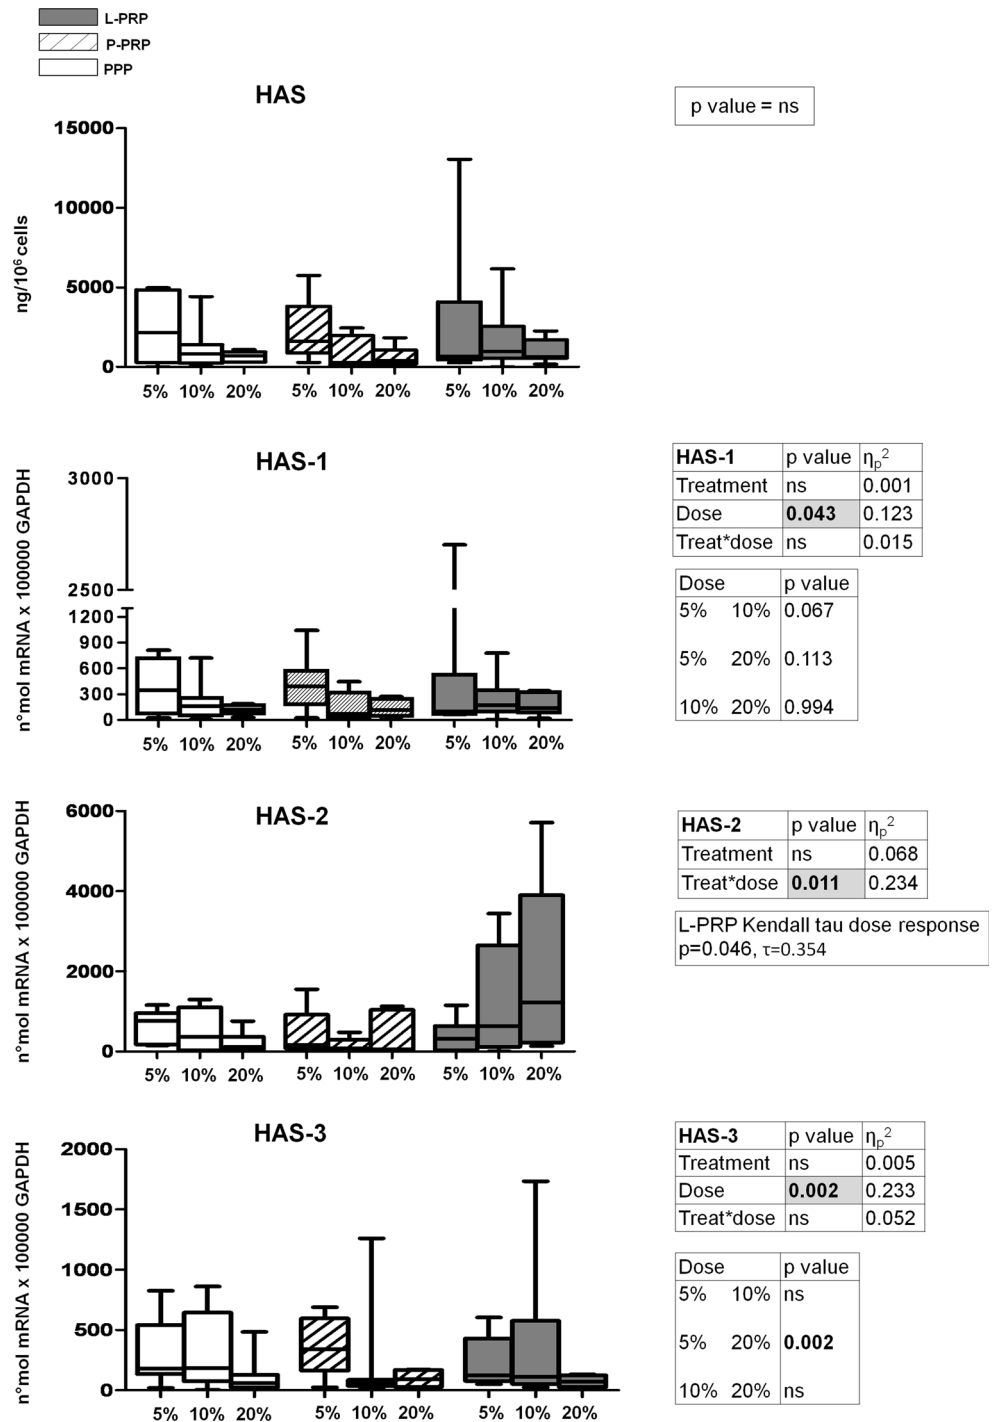 L-PRP
P-PRP
PPP
HAS
p value = ns
15000
10000
5000
0
ng/10⁶ cells
5% 10% 20% 5% 10% 20% 5% 10% 20%
HAS-1
3000
2500
1200
900
600
300
0
n°mol mRNA x 100000 GAPDH
5% 10% 20% 5% 10% 20% 5% 10% 20%
HAS-1 p value ηp²
Treatment ns 0.001
Dose 0.043 0.123
Treat*dose ns 0.015
Dose p value
5% 10% 0.067
5% 20% 0.113
10% 20% 0.994
HAS-2
6000
4000
2000
0
n°mol mRNA x 100000 GAPDH
5% 10% 20% 5% 10% 20% 5% 10% 20%
HAS-2 p value ηp²
Treatment ns 0.068
Treat*dose 0.011 0.234
L-PRP Kendall tau dose response
p=0.046, τ=0.354
HAS-3
2000
1500
1000
500
0
n°mol mRNA x 100000 GAPDH
5% 10% 20% 5% 10% 20% 5% 10% 20%
HAS-3 p value ηp²
Treatment ns 0.005
Dose 0.002 0.233
Treat*dose ns 0.052
Dose p value
5% 10% ns
5% 20% 0.002
10% 20% ns